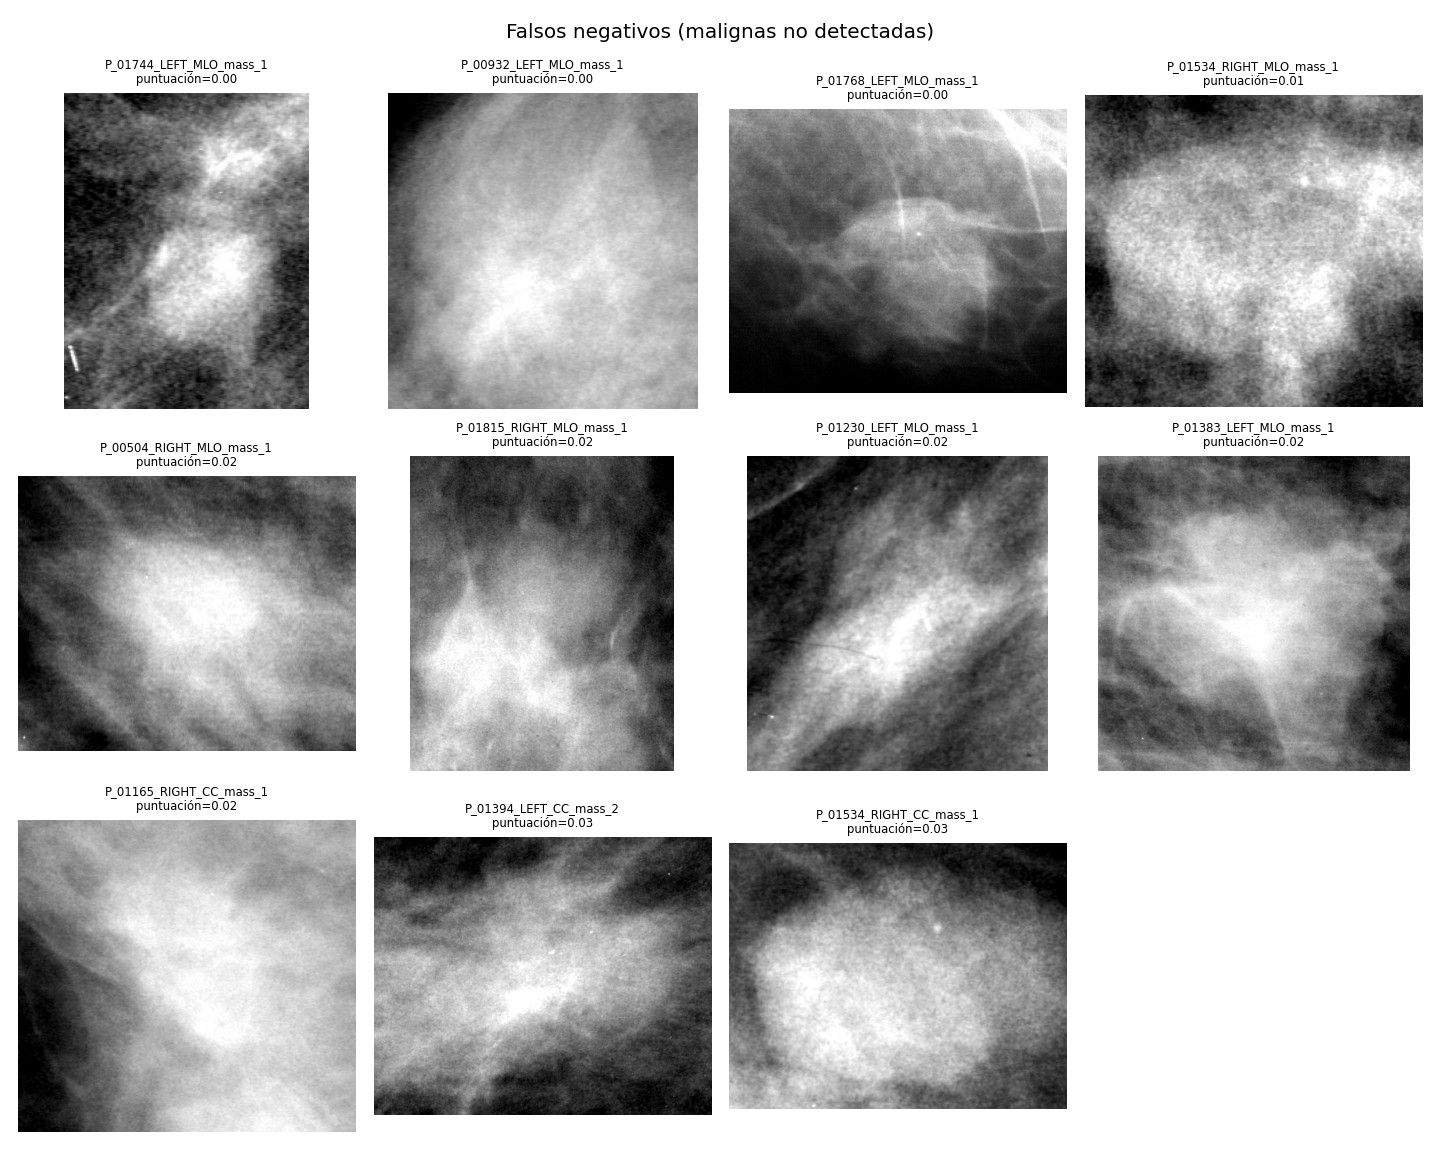 Falsos negativos (malignas no detectadas)
P_01744_LEFT_MLO_mass_1
puntuación=0.00
P_00932_LEFT_MLO_mass_1
puntuación=0.00
P_01768_LEFT_MLO_mass_1
puntuación=0.00
P_01534_RIGHT_MLO_mass_1
puntuación=0.01
P_00504_RIGHT_MLO_mass_1
puntuación=0.02
P_01815_RIGHT_MLO_mass_1
puntuación=0.02
P_01230_LEFT_MLO_mass_1
puntuación=0.02
P_01383_LEFT_MLO_mass_1
puntuación=0.02
P_01165_RIGHT_CC_mass_1
puntuación=0.02
P_01394_LEFT_CC_mass_2
puntuación=0.03
P_01534_RIGHT_CC_mass_1
puntuación=0.03